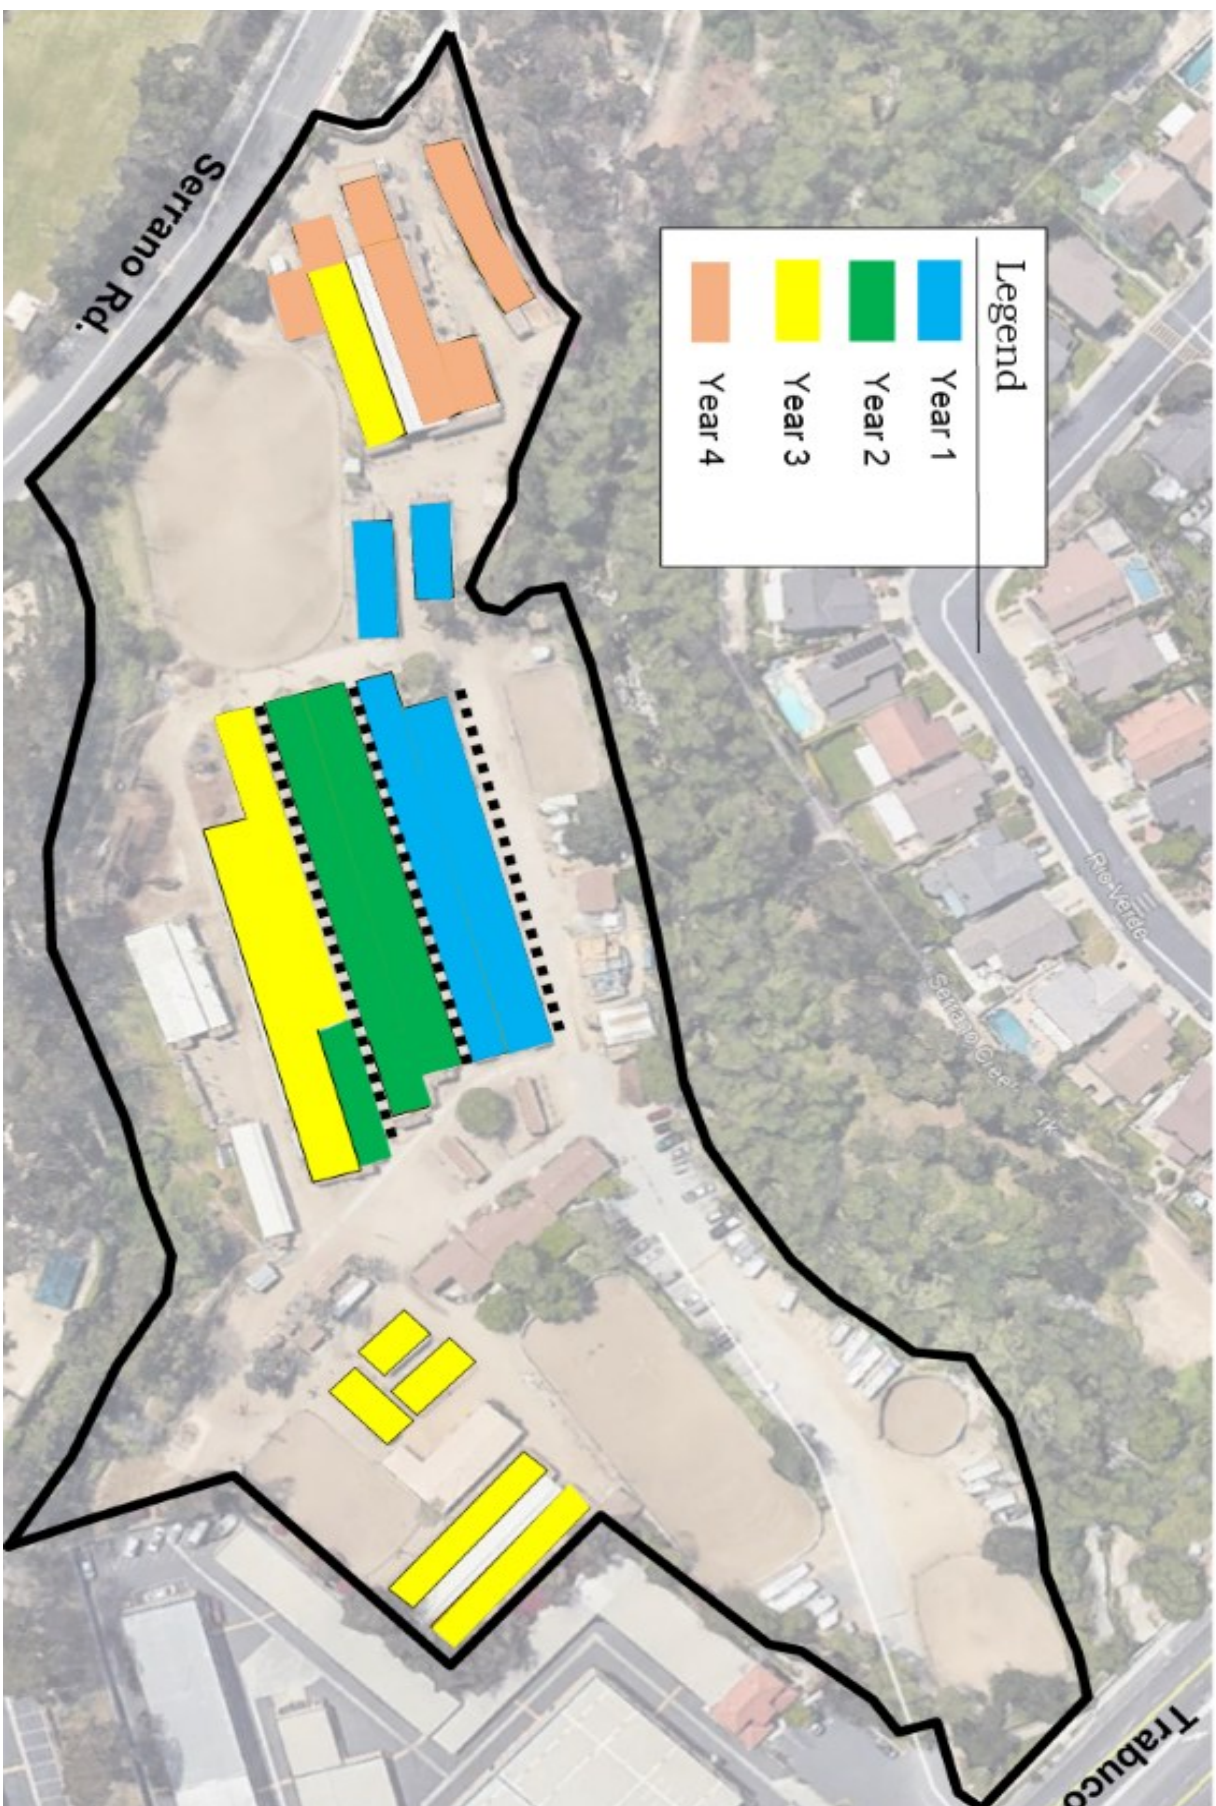 Legend
Year 1
Year 2
Year 3
Year 4
Serrano Rd.
Rio Verde
Trabuco